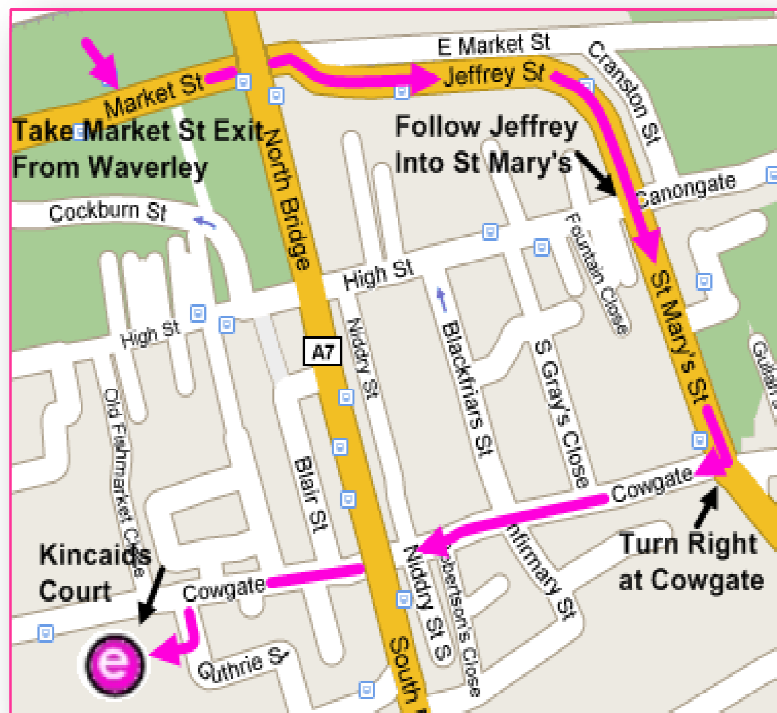 E Market St
Market St
Jeffrey St
Cranston St
Take Market St Exit
From Waverley
Follow Jeffrey
Into St Mary's
North Bridge
Canongate
Cockburn St
Fountain Close
High St
St Mary's St
High St
A7
Niddry St
Blackfriars St
S Gray's Close
Old Fishmarket Close
Blair St
Cowgate
Turn Right
at Cowgate
Kincaids
Court
Cowgate
Niddry St S
Robertson's Close
nfirmary St
e
Guthrie St
South